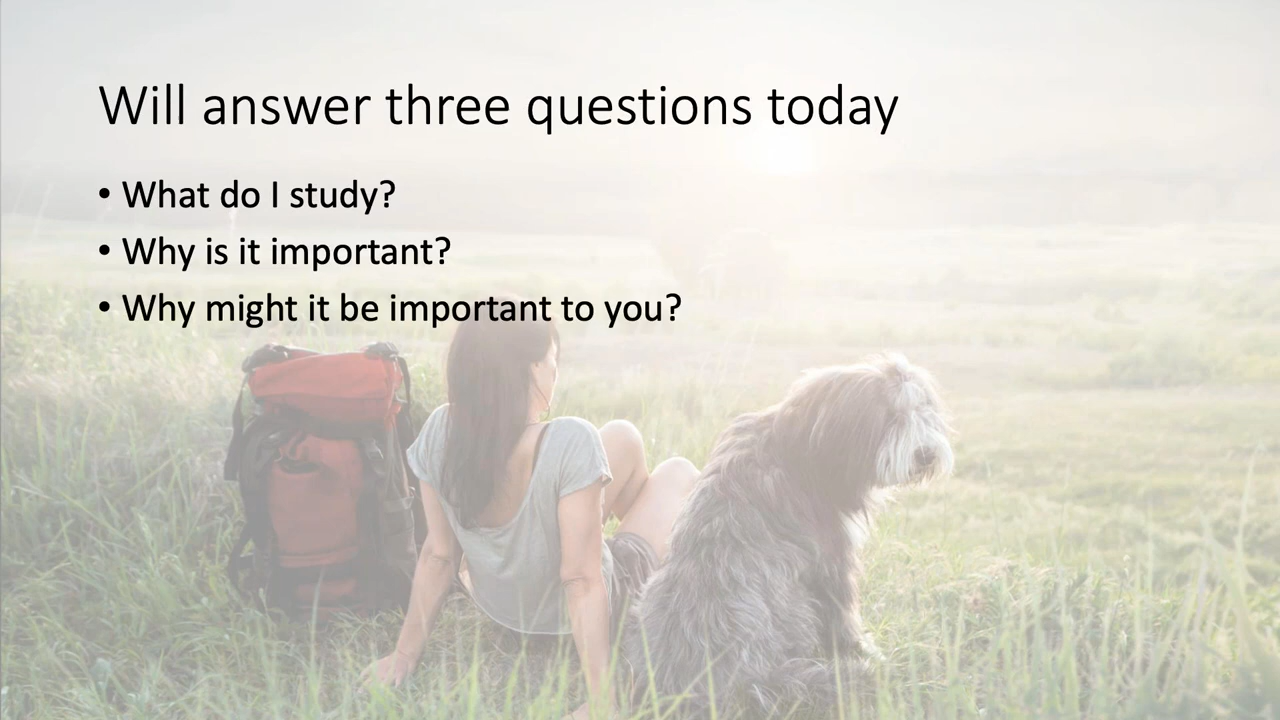 Will answer three questions today
• What do I study?
• Why is it important?
• Why might it be important to you?